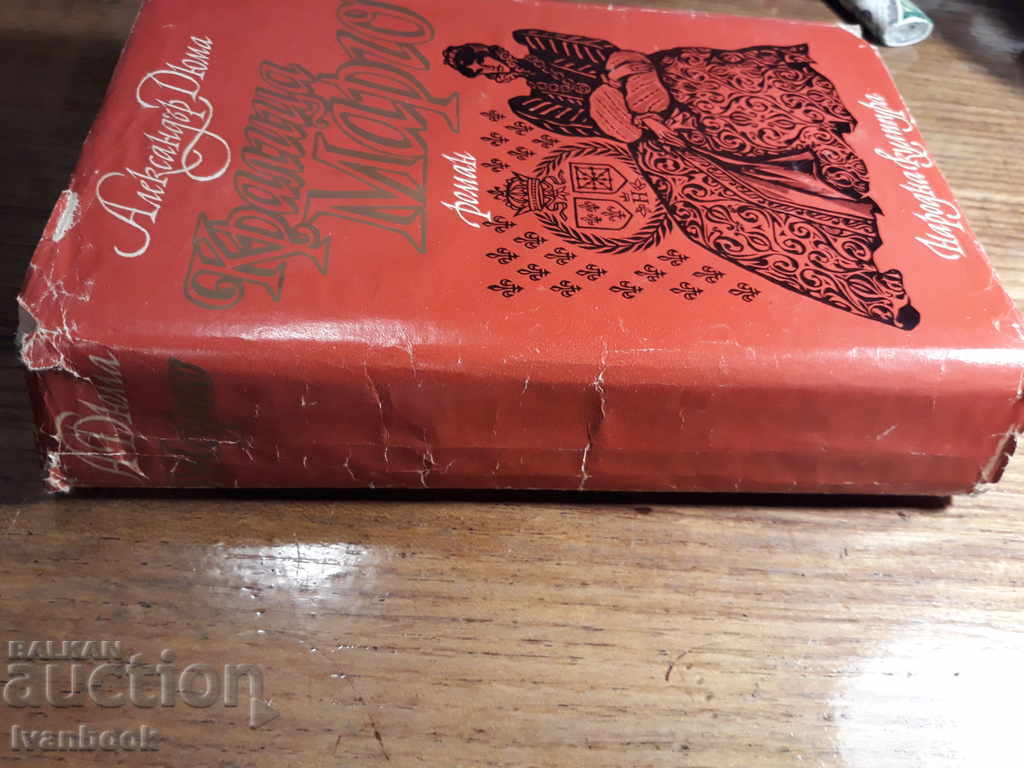 Александър Дюма
Кралица
Марго
роман
Народна култура
А. Дюма
BALKAN
auction
Ivanbook